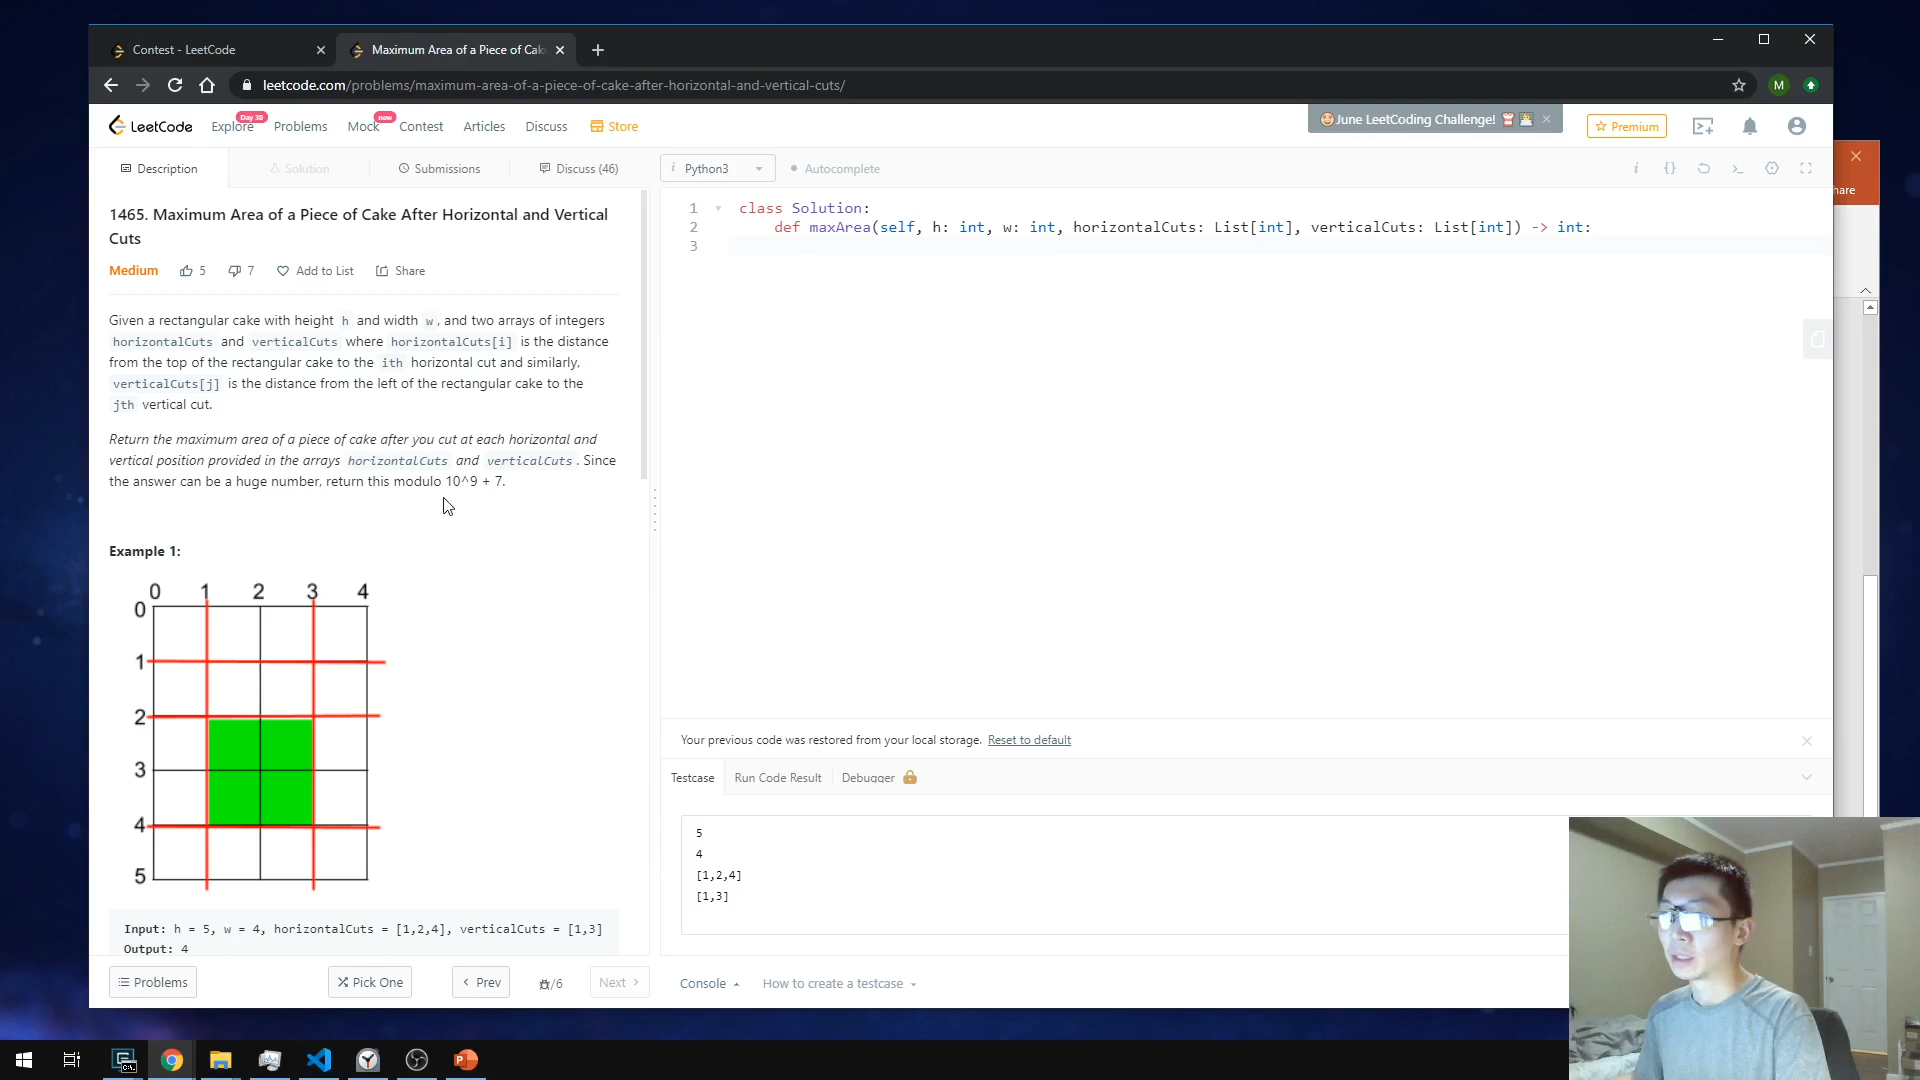 Contest - LeetCode
Maximum Area of a Piece of Cak
leetcode.com/problems/maximum-area-of-a-piece-of-cake-after-horizontal-and-vertical-cuts/
M
LeetCode
Explore
Day 30
Problems
Mock
new
Contest
Articles
Discuss
Store
June LeetCoding Challenge!
Premium
hare
Description
Solution
Submissions
Discuss (46)
i Python3
Autocomplete
i {} >_
1465. Maximum Area of a Piece of Cake After Horizontal and Vertical
Cuts
Medium
5
7
Add to List
Share
Given a rectangular cake with height h and width w, and two arrays of integers
horizontalCuts and verticalCuts where horizontalCuts[i] is the distance
from the top of the rectangular cake to the ith horizontal cut and similarly,
verticalCuts[j] is the distance from the left of the rectangular cake to the
jth vertical cut.
Return the maximum area of a piece of cake after you cut at each horizontal and
vertical position provided in the arrays horizontalCuts and verticalCuts. Since
the answer can be a huge number, return this modulo 10^9 + 7.
Example 1:
0 1 2 3 4
0
1
2
3
4
5
Input: h = 5, w = 4, horizontalCuts = [1,2,4], verticalCuts = [1,3]
Output: 4
Problems
Pick One
Prev
/6
Next
1 class Solution:
2 def maxArea(self, h: int, w: int, horizontalCuts: List[int], verticalCuts: List[int]) -> int:
3
Your previous code was restored from your local storage. Reset to default
Testcase
Run Code Result
Debugger
5
4
[1,2,4]
[1,3]
Console
How to create a testcase